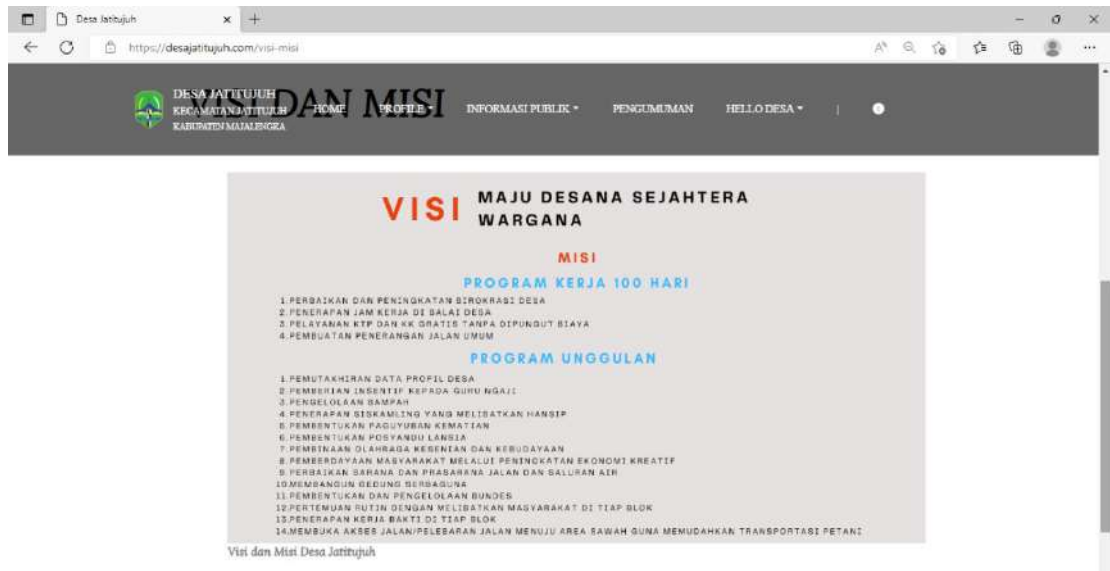 Desa Jatitujuh
https://desajatitujuh.com/visi-misi
VISI DAN MISI
DESA JATITUJUH
KECAMATAN JATITUJUH
KABUPATEN MAJALENGKA
HOME PROFILE INFORMASI PUBLIK PENGUMUMAN HELLO DESA |
VISI MAJU DESANA SEJAHTERA
WARGANA
MISI
PROGRAM KERJA 100 HARI
1.PERBAIKAN DAN PENINGKATAN BIROKRASI DESA
2.PENERAPAN JAM KERJA DI BALAI DESA
3.PELAYANAN KTP DAN KK GRATIS TANPA DIPUNGUT BIAYA
4.PEMBUATAN PENERANGAN JALAN UMUM
PROGRAM UNGGULAN
1.PEMUTAKHIRAN DATA PROFIL DESA
2.PEMBERIAN INSENTIF KEPADA GURU NGAJI
3.PENGELOLAAN SAMPAH
4.PENERAPAN SISKAMLING YANG MELIBATKAN HANSIP
5.PEMBENTUKAN PAGUYUBAN KEMATIAN
6.PEMBENTUKAN POSYANDU LANSIA
7.PEMBINAAN OLAHRAGA KESENIAN DAN KEBUDAYAAN
8.PEMBERDAYAAN MASYARAKAT MELALUI PENINGKATAN EKONOMI KREATIF
9.PERBAIKAN SARANA DAN PRASARANA JALAN DAN SALURAN AIR
10.MEMBANGUN GEDUNG SERBAGUNA
11.PEMBENTUKAN DAN PENGELOLAAN BUMDES
12.PERTEMUAN RUTIN DENGAN MELIBATKAN MASYARAKAT DI TIAP BLOK
13.PENERAPAN KERJA BAKTI DI TIAP BLOK
14.MEMBUKA AKSES JALAN/PELEBARAN JALAN MENUJU AREA SAWAH GUNA MEMUDAHKAN TRANSPORTASI PETANI
Visi dan Misi Desa Jatitujuh